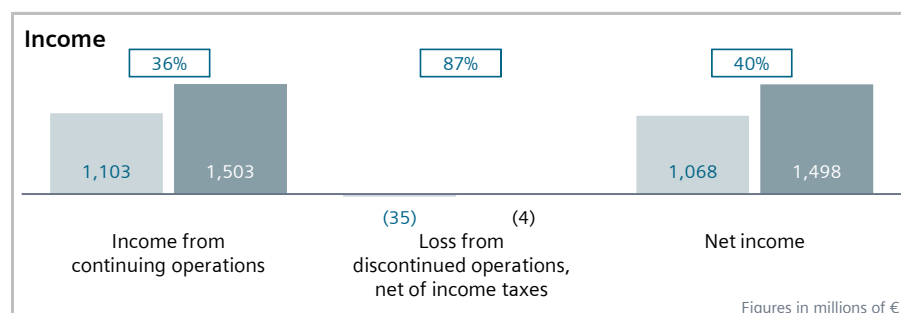 Income
36%
87%
40%
1,103
1,503
1,068
1,498
(35)
(4)
Income from
continuing operations
Loss from
discontinued operations,
net of income taxes
Net income
Figures in millions of €